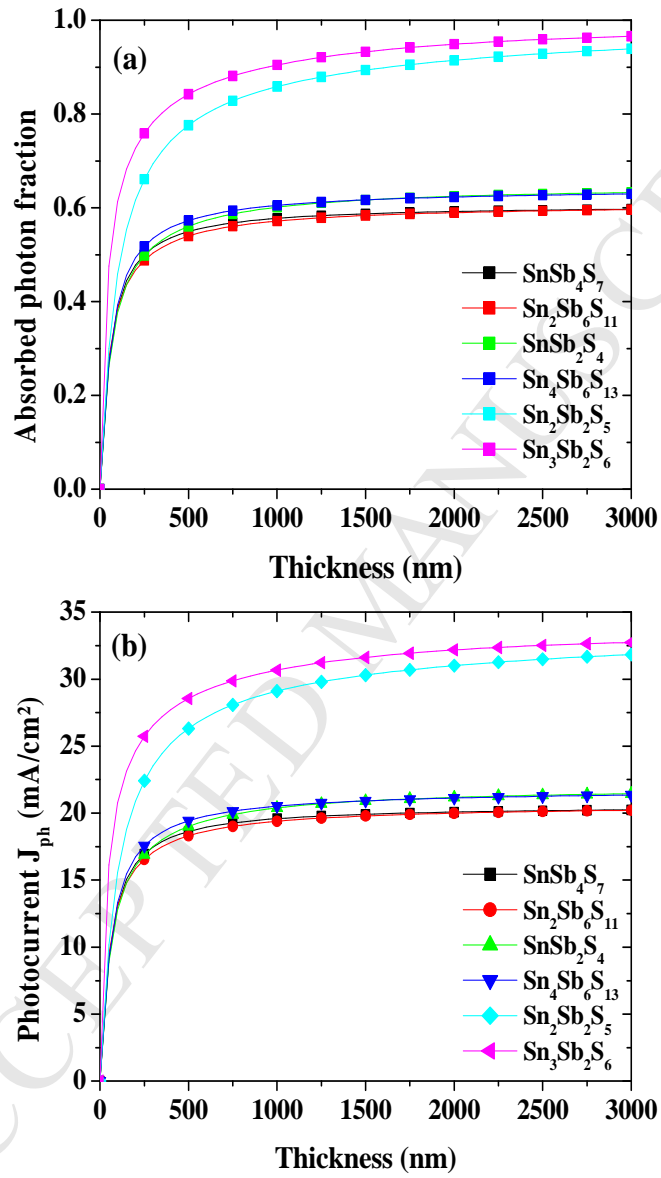 (a)
Absorbed photon fraction
1.0
0.8
0.6
0.4
0.2
0.0
SnSb₄S₇
Sn₂Sb₆S₁₁
SnSb₂S₄
Sn₄Sb₆S₁₃
Sn₂Sb₂S₅
Sn₃Sb₂S₆
0 500 1000 1500 2000 2500 3000
Thickness (nm)
(b)
Photocurrent Jₚₕ (mA/cm²)
35
30
25
20
15
10
5
0
SnSb₄S₇
Sn₂Sb₆S₁₁
SnSb₂S₄
Sn₄Sb₆S₁₃
Sn₂Sb₂S₅
Sn₃Sb₂S₆
0 500 1000 1500 2000 2500 3000
Thickness (nm)
CCEPTED MANUSC